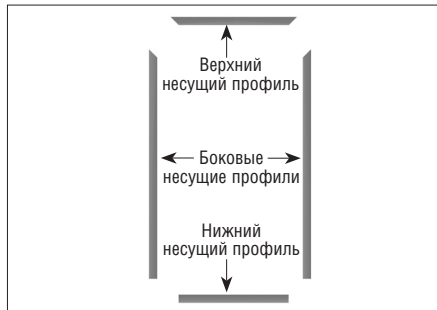 Верхний
несущий профиль
Боковые
несущие профили
Нижний
несущий профиль